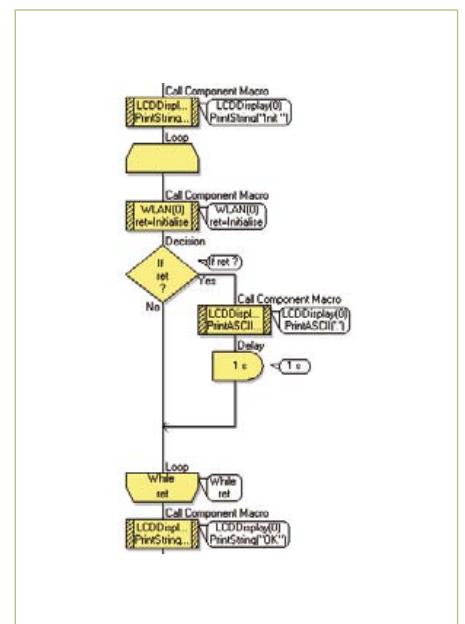 Call Component Macro
LCDDispl...
PrintString...
LCDDisplay(0)
PrintString("Init ")
Loop
Call Component Macro
WLAN(0)
ret=Initialise
WLAN(0)
ret=Initialise
Decision
If
ret
?
If ret ?
Yes
No
Call Component Macro
LCDDispl...
PrintASCII...
LCDDisplay(0)
PrintASCII('.')
Delay
1 s
1 s
Loop
While
ret
While
ret
Call Component Macro
LCDDispl...
PrintString...
LCDDisplay(0)
PrintString("OK")